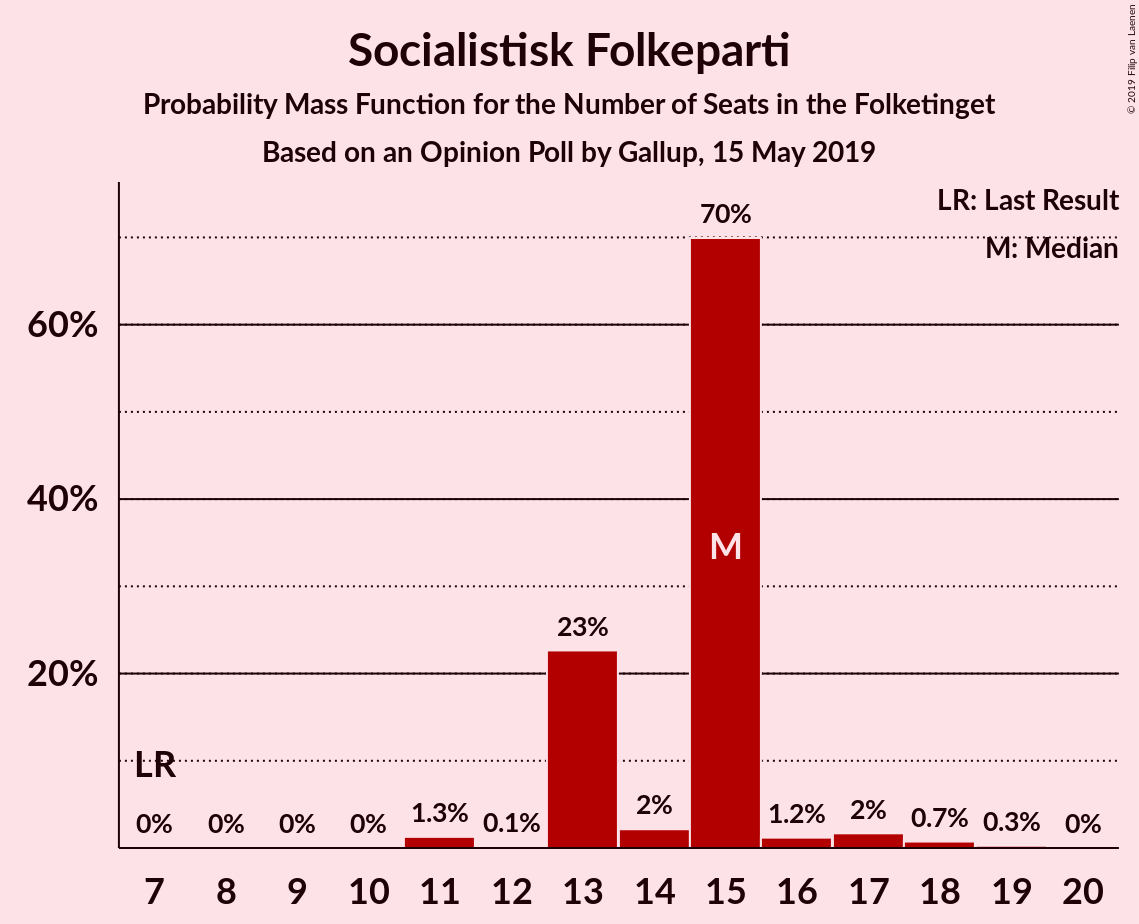 Socialistisk Folkeparti
Probability Mass Function for the Number of Seats in the Folketinget
Based on an Opinion Poll by Gallup, 15 May 2019
© 2019 Filip van Laenen
LR: Last Result
M: Median
60%
40%
20%
LR
0%
0%
0%
0%
1.3%
0.1%
23%
2%
70%
M
1.2%
2%
0.7%
0.3%
0%
7 8 9 10 11 12 13 14 15 16 17 18 19 20